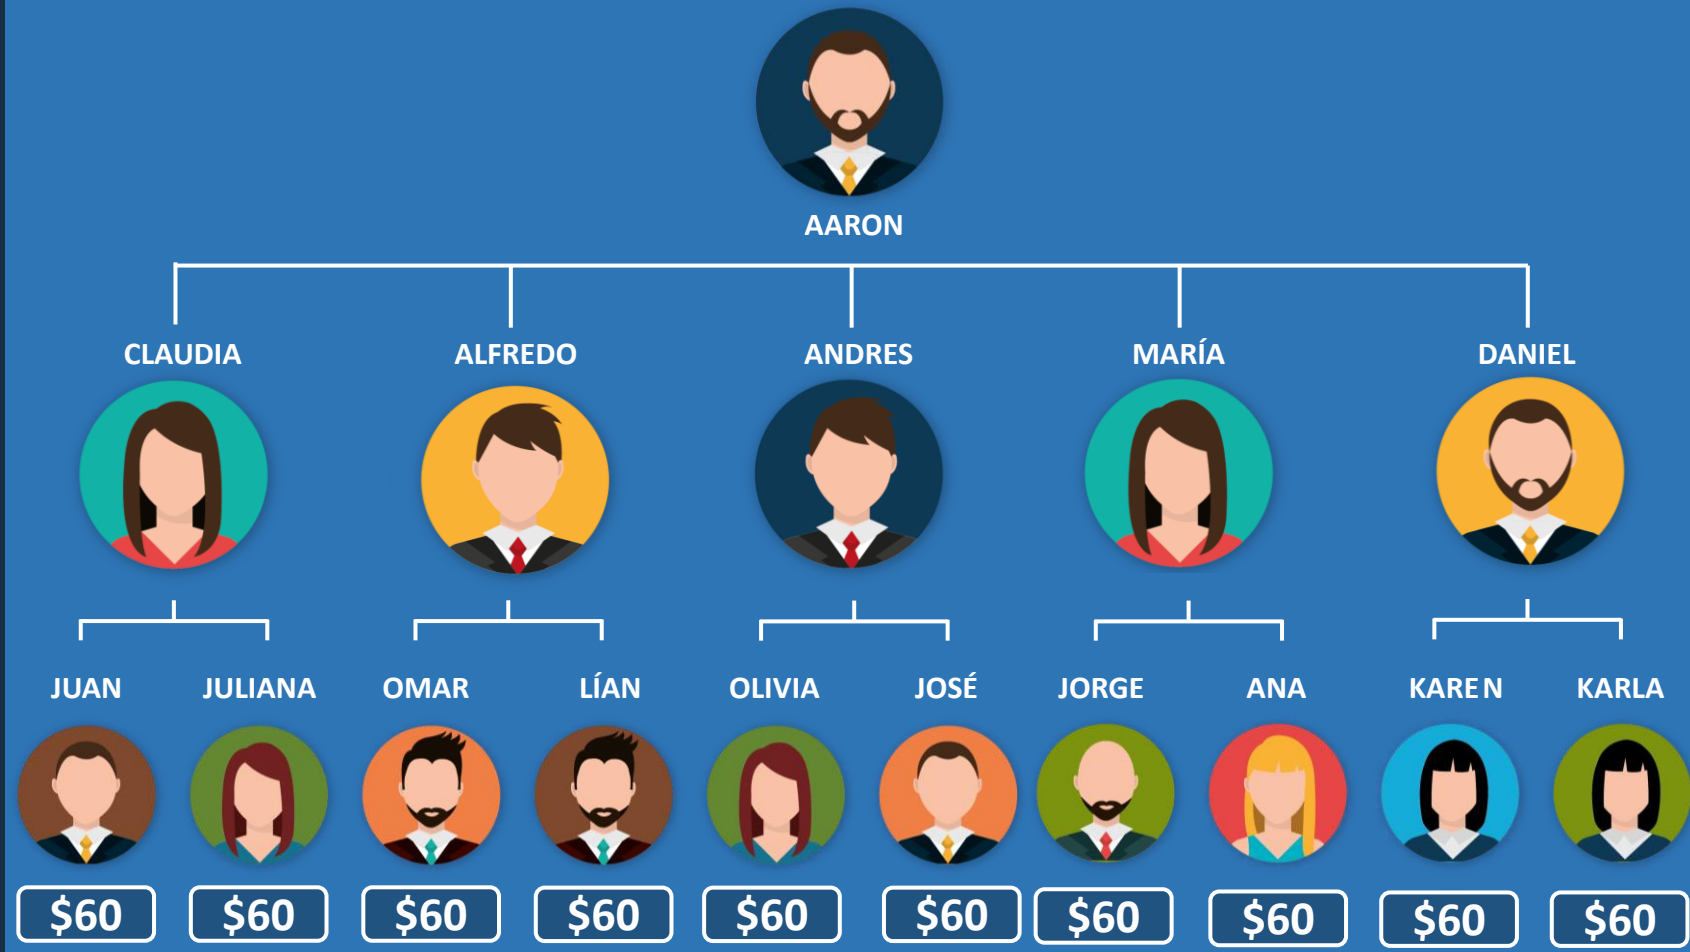 AARON
CLAUDIA ALFREDO ANDRES MARÍA DANIEL
JUAN JULIANA OMAR LÍAN OLIVIA JOSÉ JORGE ANA KAREN KARLA
$60 $60 $60 $60 $60 $60 $60 $60 $60 $60